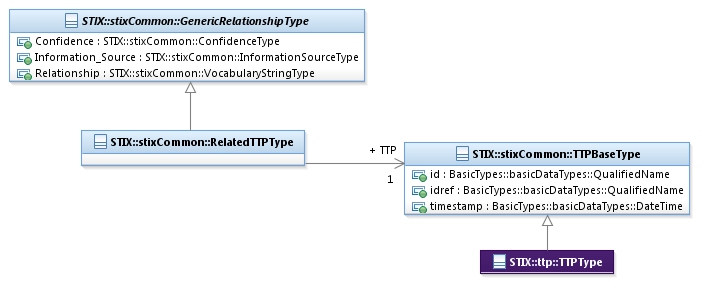 STIX::stixCommon::GenericRelationshipType
Confidence : STIX::stixCommon::ConfidenceType
Information_Source : STIX::stixCommon::InformationSourceType
Relationship : STIX::stixCommon::VocabularyStringType
STIX::stixCommon::RelatedTTPType
+ TTP
1
STIX::stixCommon::TTPBaseType
id : BasicTypes::basicDataTypes::QualifiedName
idref : BasicTypes::basicDataTypes::QualifiedName
timestamp : BasicTypes::basicDataTypes::DateTime
STIX::ttp::TTPType